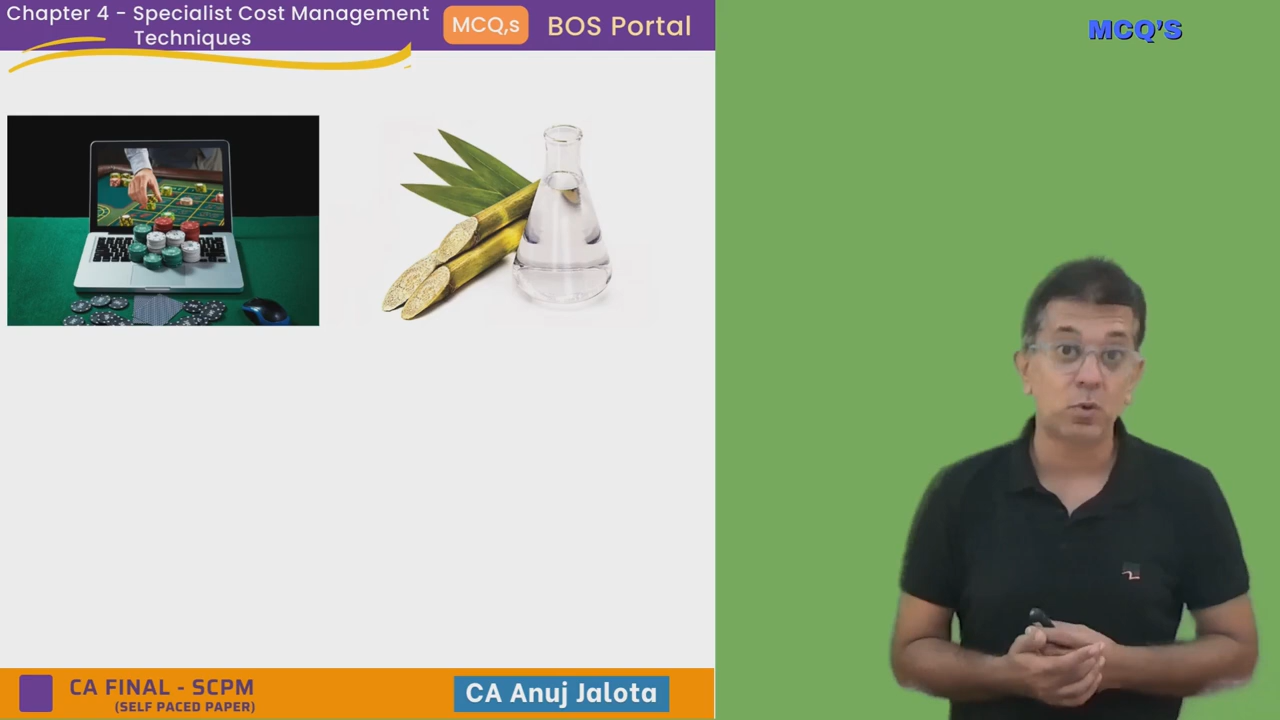 Chapter 4 - Specialist Cost Management
Techniques
MCQ,s
BOS Portal
MCQ'S
CA FINAL - SCPM
(SELF PACED PAPER)
CA Anuj Jalota